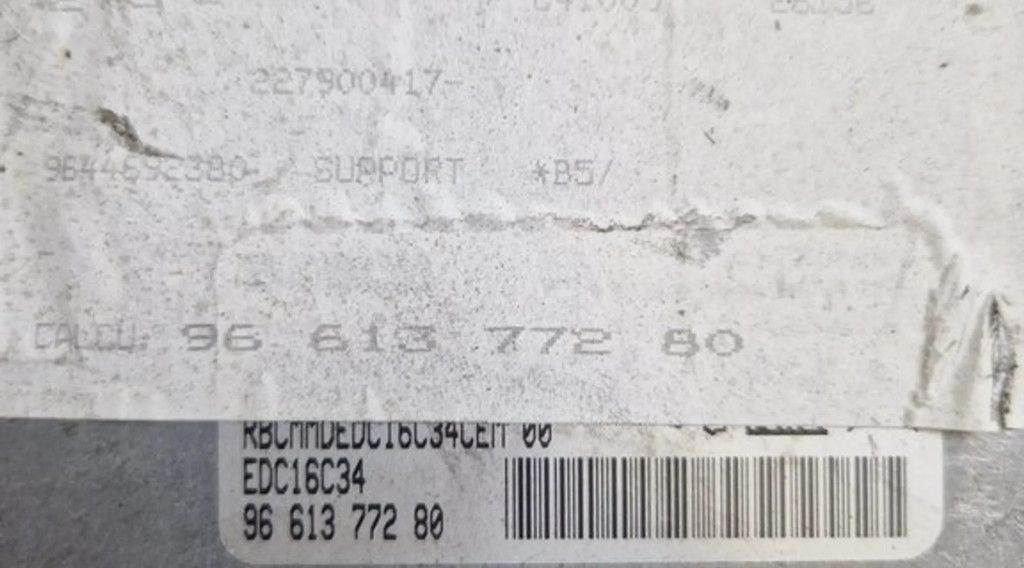 227900417-
9644692380-/ SUPPORT *B5/
CALCU: 96 613 772 80
RBCMMDEDC16C34CEM 00
EDC16C34
96 613 772 80